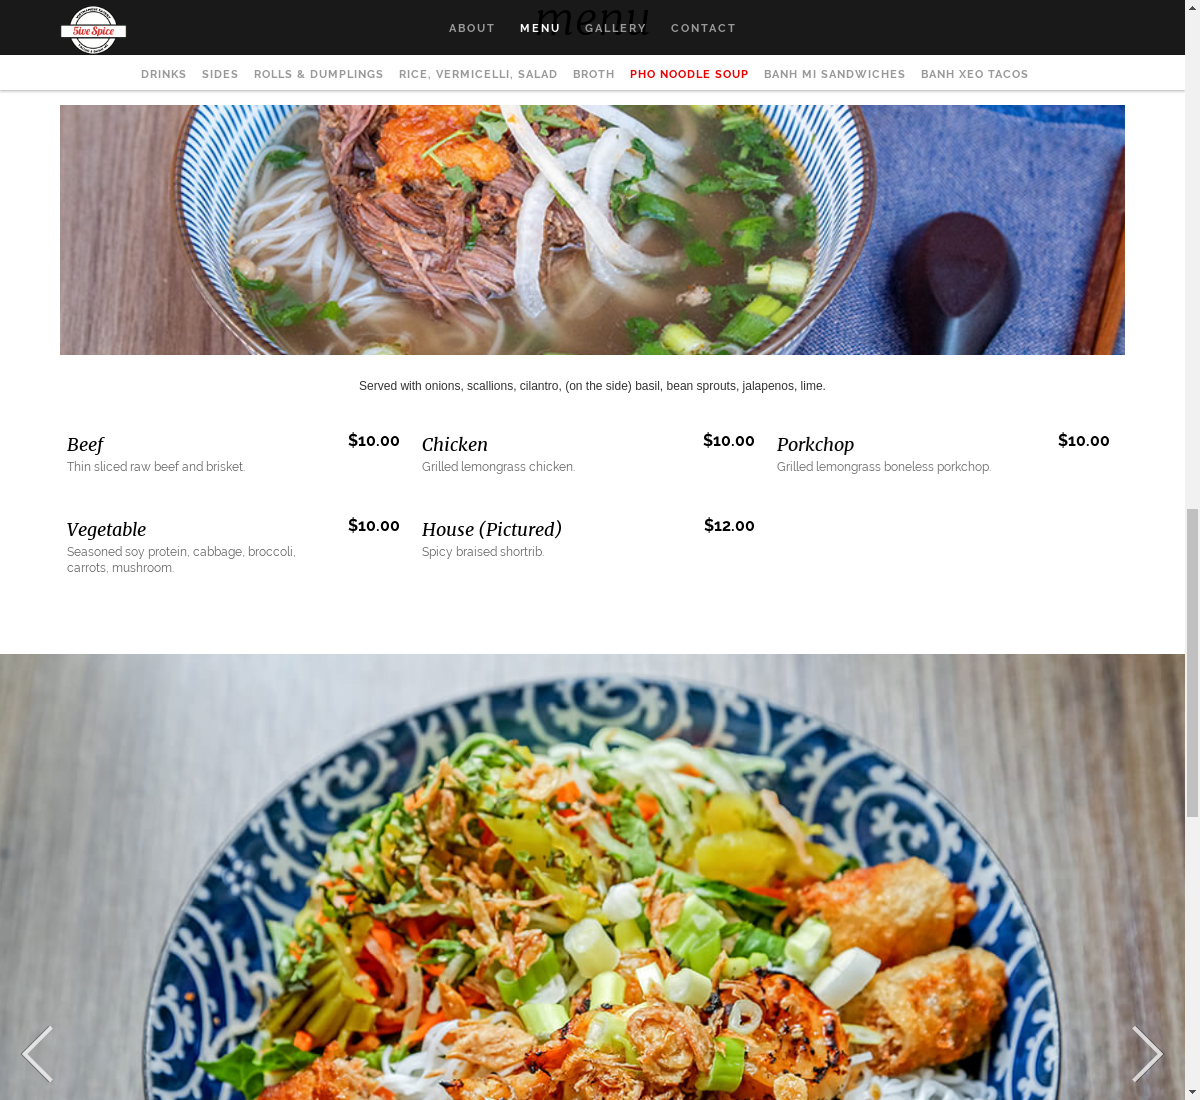 menu
5ive Spice
ABOUT MENU GALLERY CONTACT
DRINKS SIDES ROLLS & DUMPLINGS RICE, VERMICELLI, SALAD BROTH PHO NOODLE SOUP BANH MI SANDWICHES BANH XEO TACOS
Served with onions, scallions, cilantro, (on the side) basil, bean sprouts, jalapenos, lime.
Beef $10.00
Thin sliced raw beef and brisket.
Chicken $10.00
Grilled lemongrass chicken.
Porkchop $10.00
Grilled lemongrass boneless porkchop.
Vegetable $10.00
Seasoned soy protein, cabbage, broccoli,
carrots, mushroom.
House (Pictured) $12.00
Spicy braised shortrib.